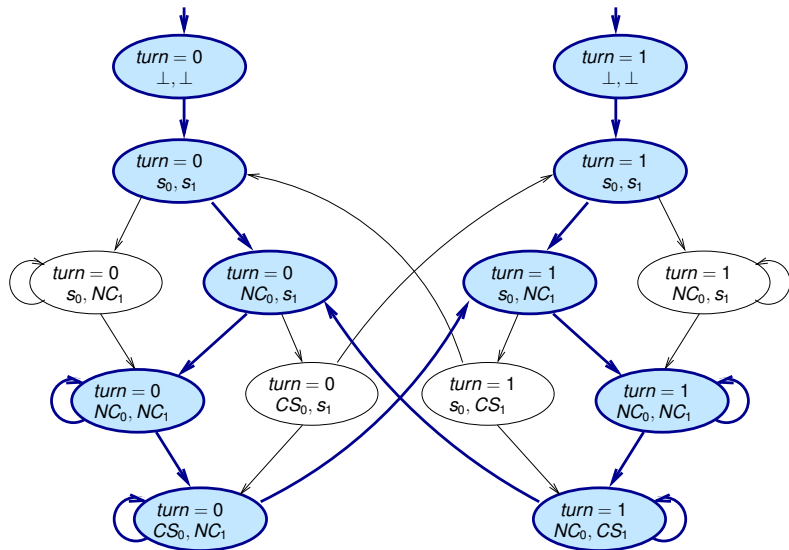 turn = 0
⊥, ⊥
turn = 1
⊥, ⊥
turn = 0
s₀, s₁
turn = 1
s₀, s₁
turn = 0
s₀, NC₁
turn = 0
NC₀, s₁
turn = 1
s₀, NC₁
turn = 1
NC₀, s₁
turn = 0
NC₀, NC₁
turn = 0
CS₀, s₁
turn = 1
s₀, CS₁
turn = 1
NC₀, NC₁
turn = 0
CS₀, NC₁
turn = 1
NC₀, CS₁